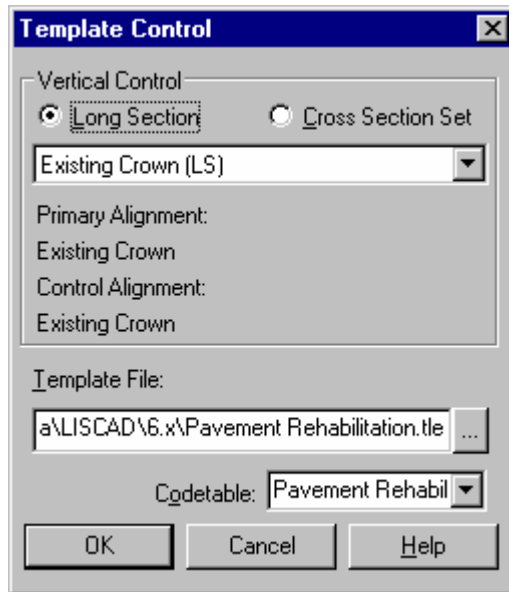 Template Control
Vertical Control
Long Section Cross Section Set
Existing Crown (LS)
Primary Alignment:
Existing Crown
Control Alignment:
Existing Crown
Template File:
a\LISCAD\6.x\Pavement Rehabilitation.tle ...
Codetable: Pavement Rehabil
OK Cancel Help